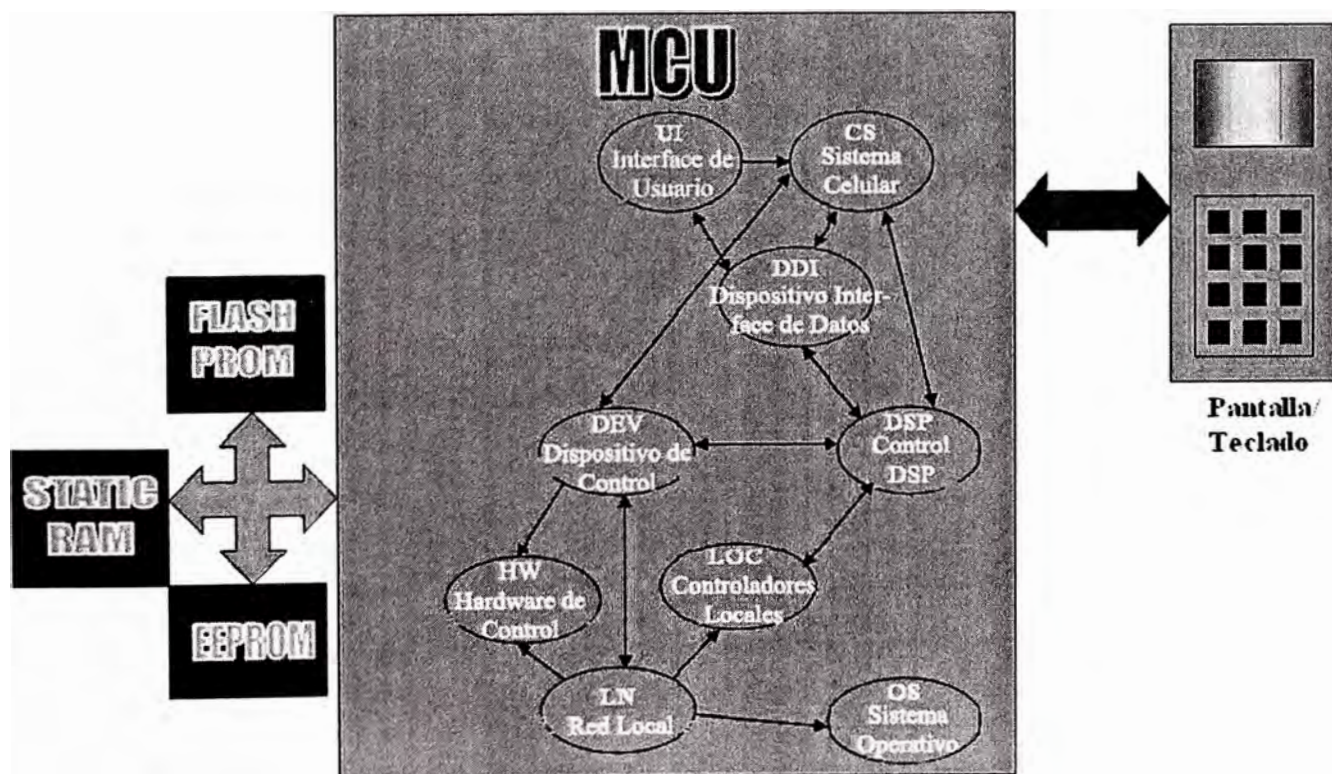 MCU
UI
Interface de
Usuario
CS
Sistema
Celular
DDI
Dispositivo Inter-
face de Datos
FLASH
PROM
STATIC
RAM
EEPROM
DEV
Dispositivo de
Control
DSP
Control
DSP
HW
Hardware de
Control
LOC
Controladores
Locales
LN
Red Local
OS
Sistema
Operativo
Pantalla/
Teclado